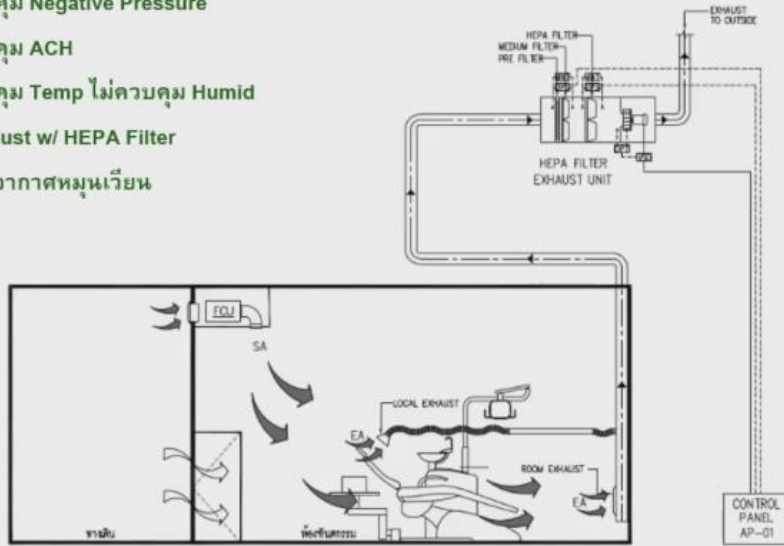 คุม Negative Pressure
คุม ACH
คุม Temp ไม่ควบคุม Humid
ust w/ HEPA Filter
อากาศหมุนเวียน
EXHAUST
TO OUTSIDE
HEPA FILTER
MEDIUM FILTER
PRE FILTER
HEPA FILTER
EXHAUST UNIT
FCU
SA
LOCAL EXHAUST
EA
ROOM EXHAUST
EA
ทางเดิน
ห้องทันตกรรม
CONTROL
PANEL
AP-01